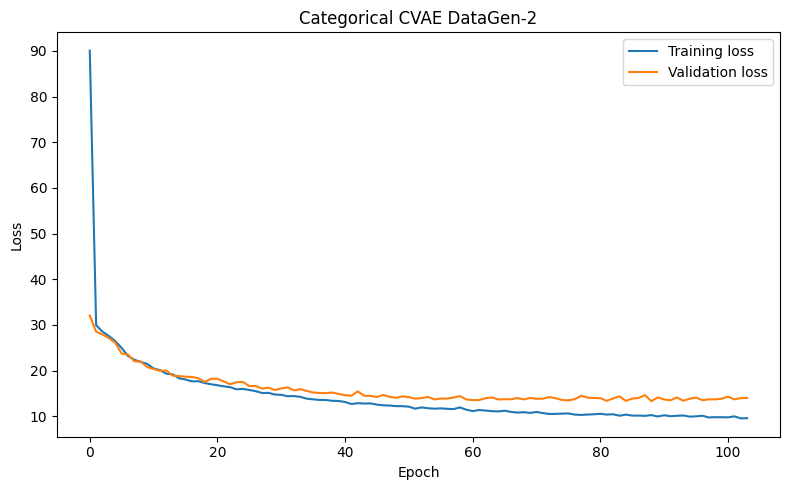 Categorical CVAE DataGen-2
Training loss
Validation loss
90
80
70
60
50
40
30
20
10
Loss
0 20 40 60 80 100
Epoch